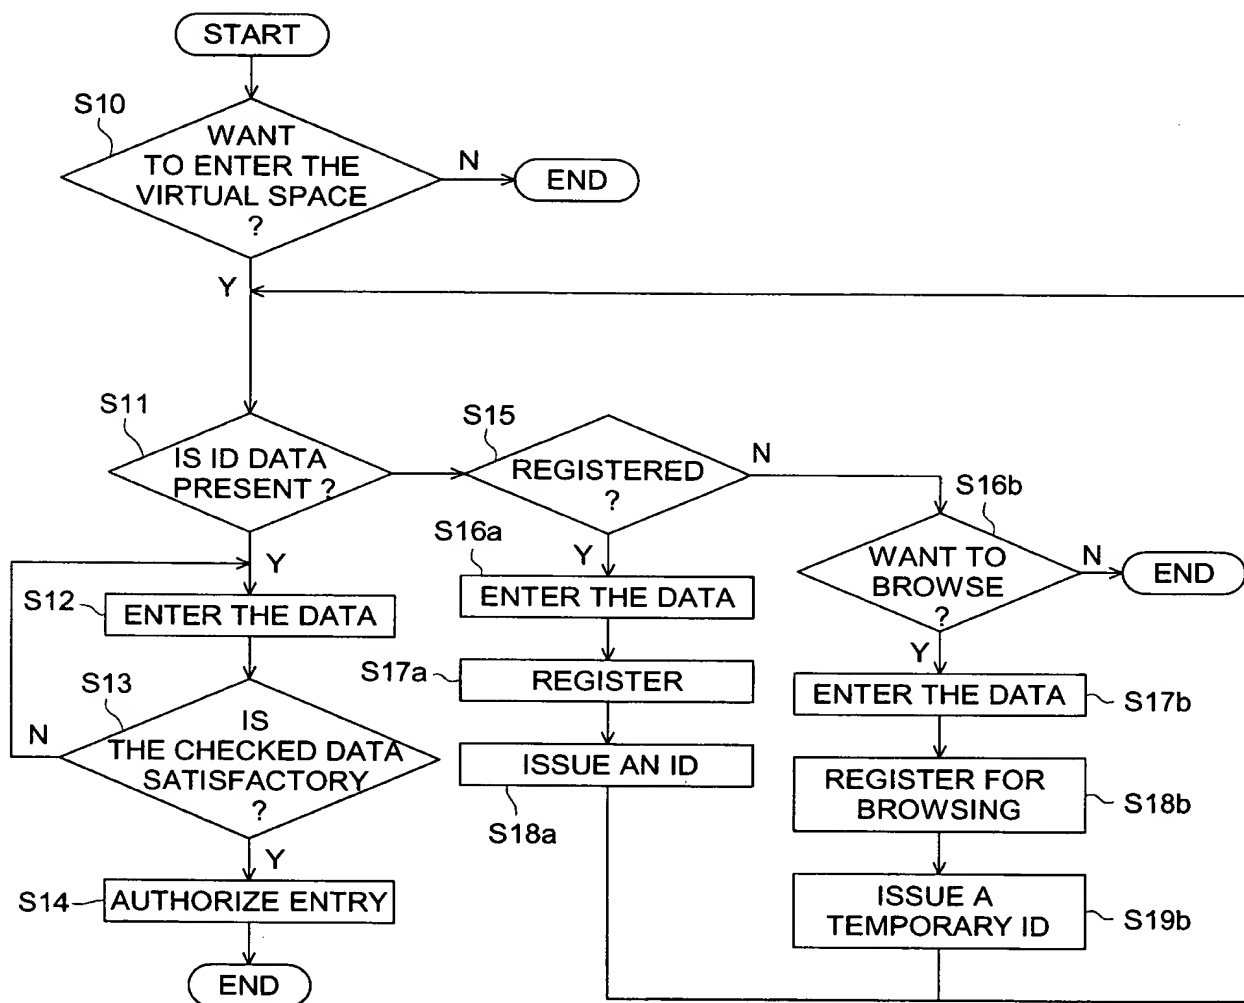 START
S10
WANT
TO ENTER THE
VIRTUAL SPACE
?
N
END
Y
S11
IS ID DATA
PRESENT ?
S15
REGISTERED
?
N
S16b
WANT TO
BROWSE
?
N
END
Y
S12
ENTER THE DATA
S16a
Y
ENTER THE DATA
S13
IS
THE CHECKED DATA
SATISFACTORY
?
N
S17a
REGISTER
Y
ENTER THE DATA
S17b
ISSUE AN ID
S18a
REGISTER FOR
BROWSING
S18b
Y
S14
AUTHORIZE ENTRY
ISSUE A
TEMPORARY ID
S19b
END